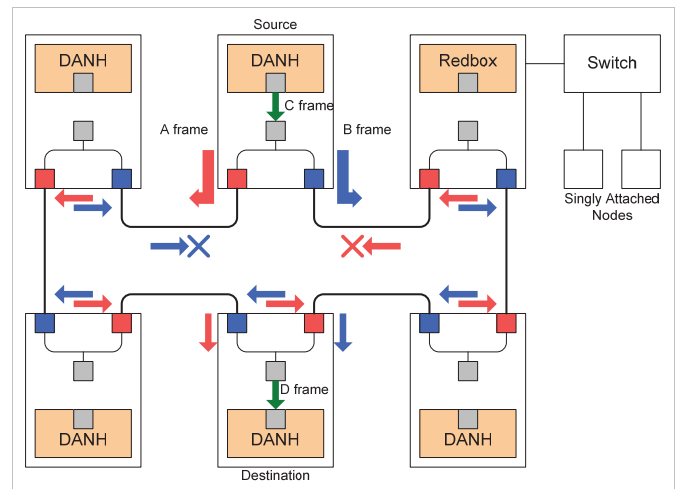 Source
DANH
DANH
Redbox
Switch
C frame
A frame
B frame
Singly Attached
Nodes
D frame
DANH
DANH
DANH
Destination